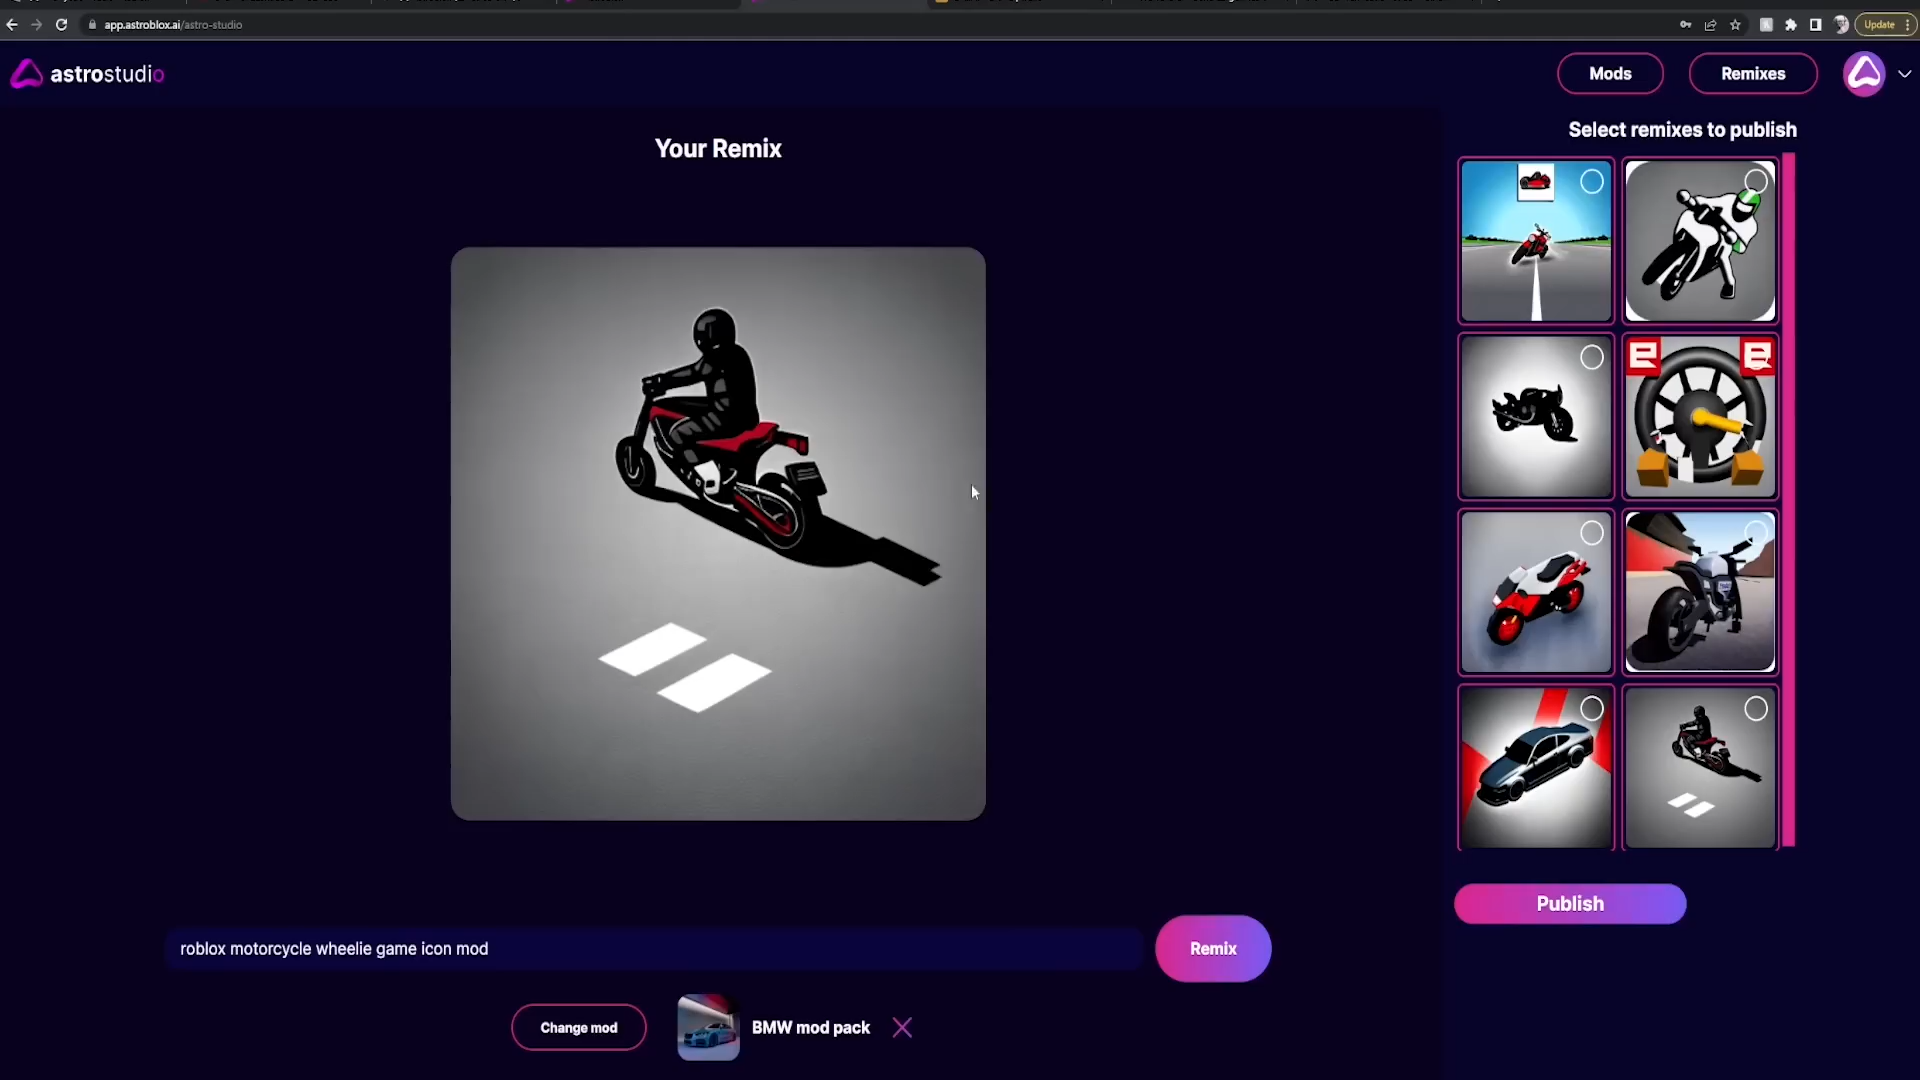 app.astroblox.ai/astro-studio
Update
astrostudio
Mods
Remixes
Select remixes to publish
Your Remix
Publish
roblox motorcycle wheelie game icon mod
Remix
Change mod
BMW mod pack